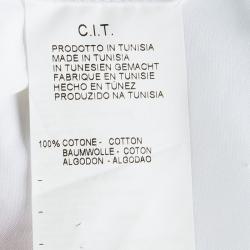 C.I.T.
PRODOTTO IN TUNISIA
MADE IN TUNISIA
IN TUNESIEN GEMACHT
FABRIQUE EN TUNISIE
HECHO EN TÚNEZ
PRODUZIDO NA TUNISIA
100% COTONE - COTTON
BAUMWOLLE - COTON
ALGODON - ALGODAO